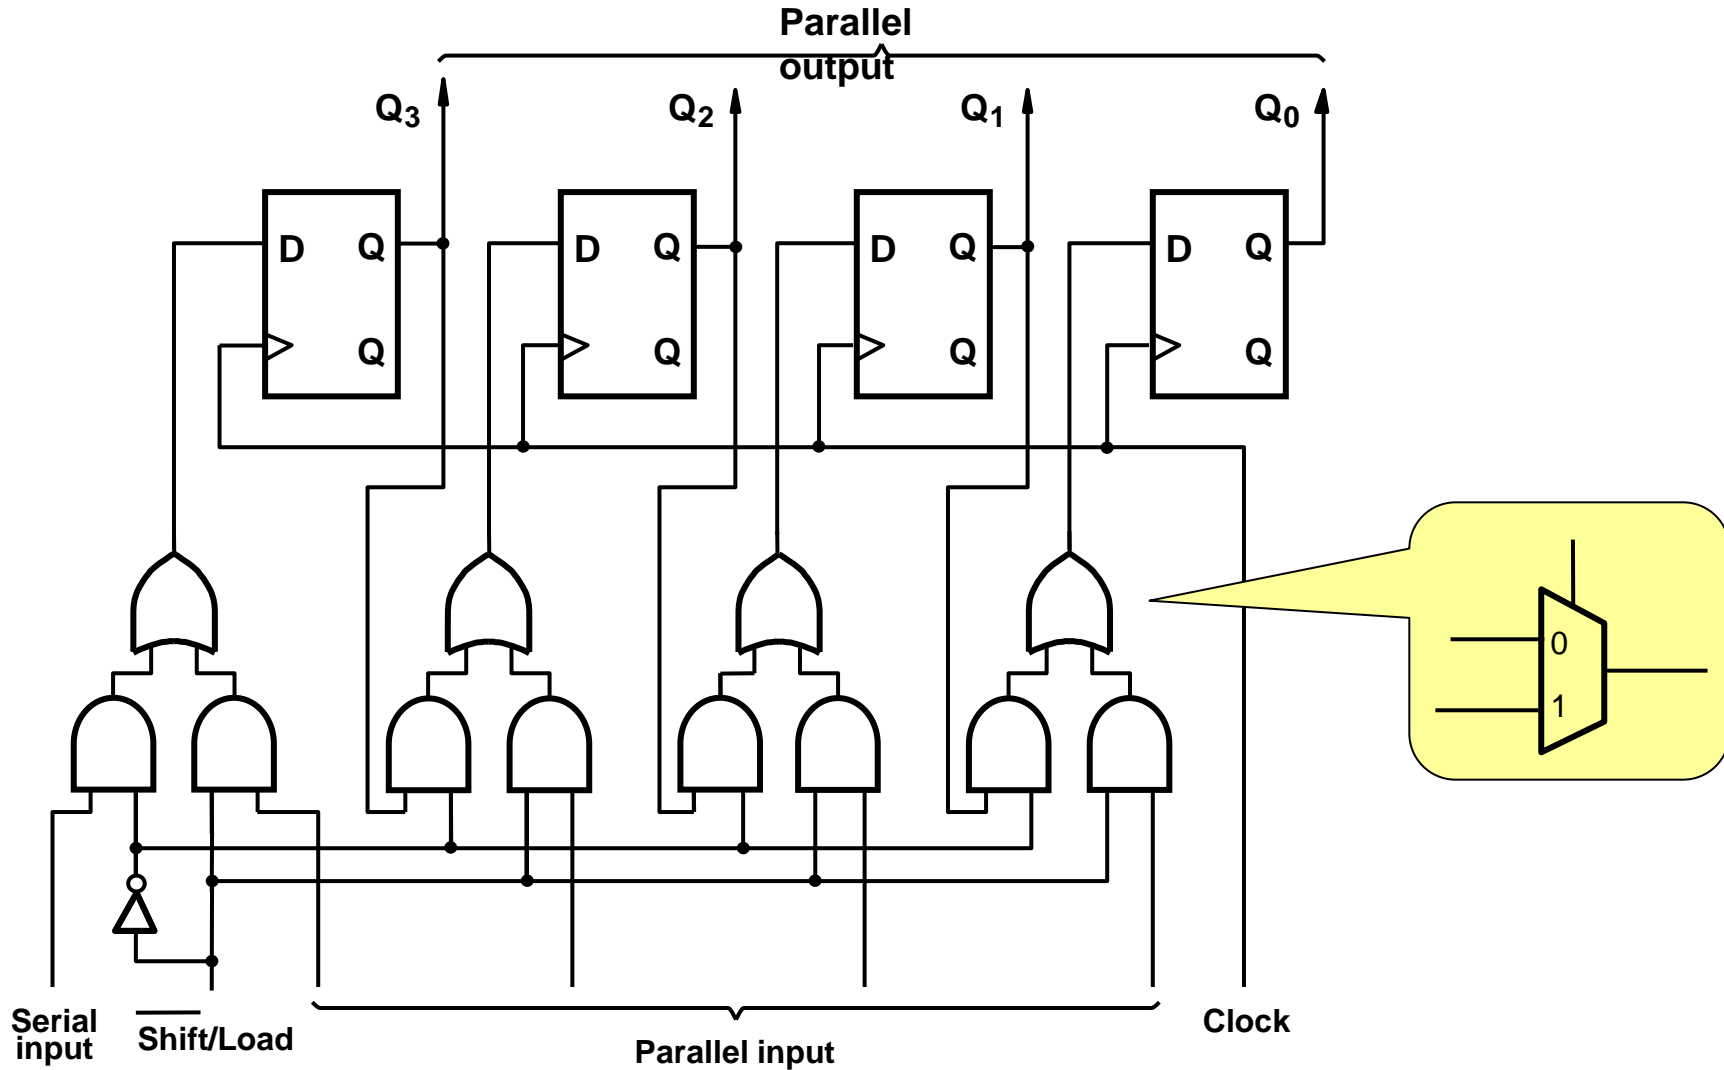 Parallel
output
Q3 Q2 Q1 Q0
D Q D Q D Q D Q
Q Q Q Q
0
1
Serial
input
Shift/Load
Parallel input
Clock